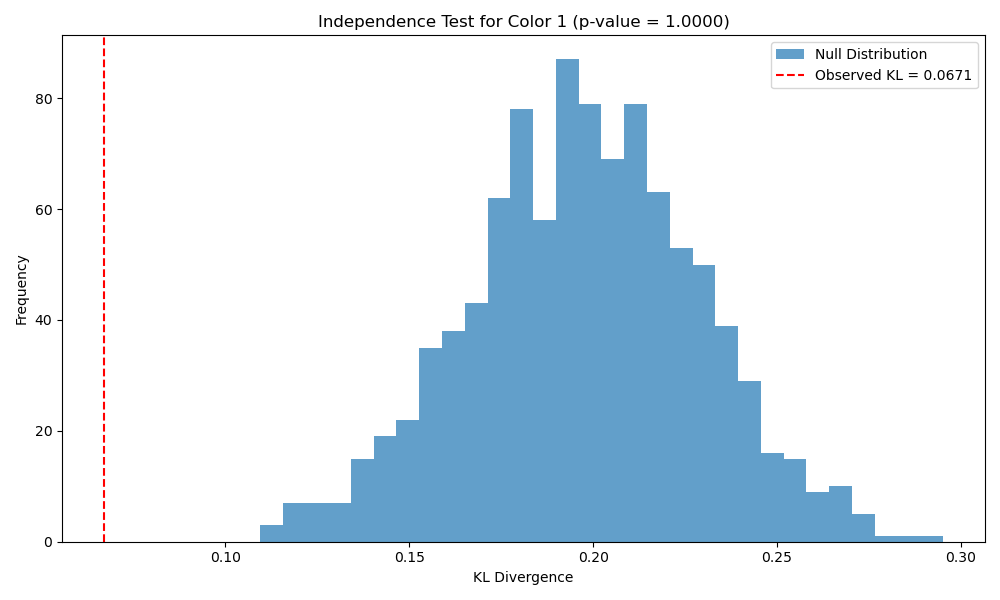 Independence Test for Color 1 (p-value = 1.0000)
Null Distribution
Observed KL = 0.0671
Frequency
80
60
40
20
0
0.10 0.15 0.20 0.25 0.30
KL Divergence